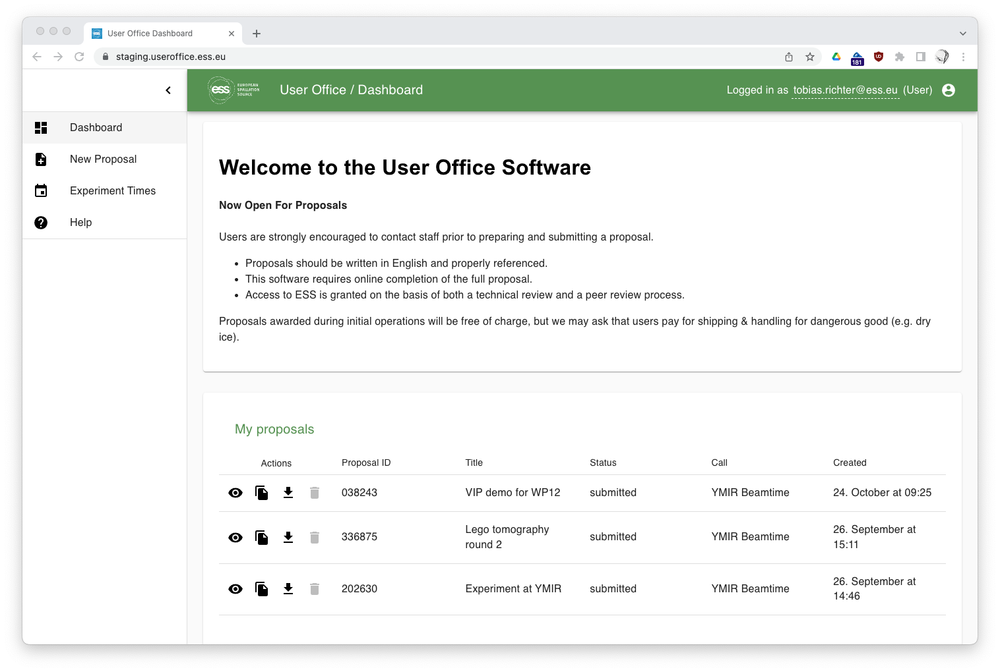 User Office Dashboard
staging.useroffice.ess.eu
181
ess EUROPEAN SPALLATION SOURCE
User Office / Dashboard
Logged in as tobias.richter@ess.eu (User)
Dashboard
New Proposal
Experiment Times
Help
Welcome to the User Office Software
Now Open For Proposals
Users are strongly encouraged to contact staff prior to preparing and submitting a proposal.
• Proposals should be written in English and properly referenced.
• This software requires online completion of the full proposal.
• Access to ESS is granted on the basis of both a technical review and a peer review process.
Proposals awarded during initial operations will be free of charge, but we may ask that users pay for shipping & handling for dangerous good (e.g. dry
ice).
My proposals
Actions Proposal ID Title Status Call Created
038243 VIP demo for WP12 submitted YMIR Beamtime 24. October at 09:25
336875 Lego tomography round 2 submitted YMIR Beamtime 26. September at 15:11
202630 Experiment at YMIR submitted YMIR Beamtime 26. September at 14:46